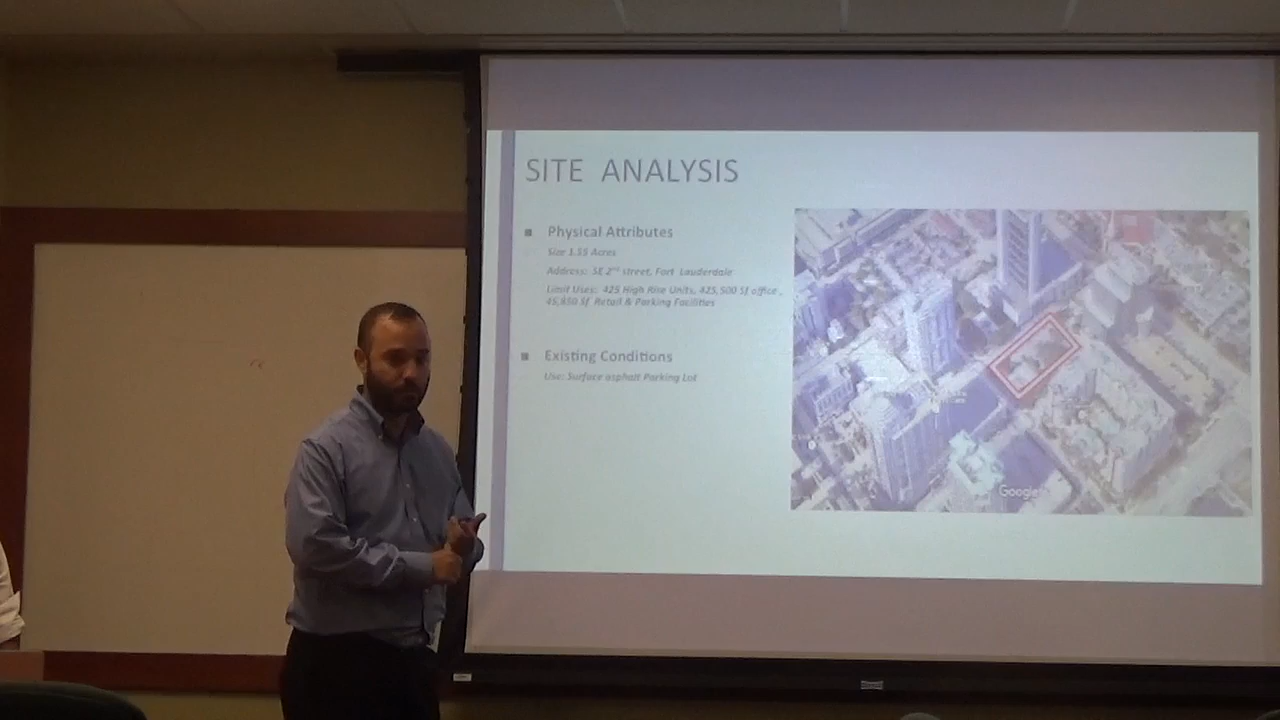 SITE ANALYSIS
Physical Attributes
Size 1.55 Acres
Address: SE 2nd street, Fort Lauderdale
Limit Uses: 425 High Rise Units, 425,500 Sf office ,
45,850 Sf Retail & Parking Facilities
Existing Conditions
Use: Surface asphalt Parking Lot
Google